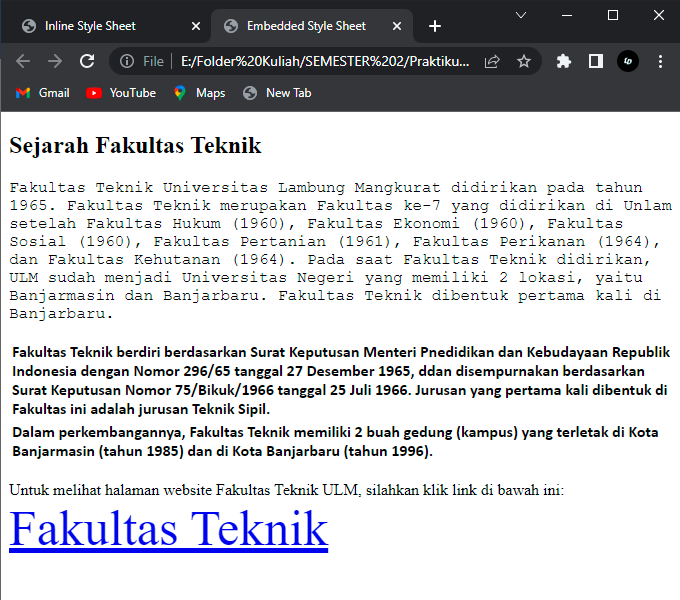 Inline Style Sheet
Embedded Style Sheet
File
E:/Folder%20Kuliah/SEMESTER%202/Praktiku...
Gmail
YouTube
Maps
New Tab
Sejarah Fakultas Teknik
Fakultas Teknik Universitas Lambung Mangkurat didirikan pada tahun
1965. Fakultas Teknik merupakan Fakultas ke-7 yang didirikan di Unlam
setelah Fakultas Hukum (1960), Fakultas Ekonomi (1960), Fakultas
Sosial (1960), Fakultas Pertanian (1961), Fakultas Perikanan (1964),
dan Fakultas Kehutanan (1964). Pada saat Fakultas Teknik didirikan,
ULM sudah menjadi Universitas Negeri yang memiliki 2 lokasi, yaitu
Banjarmasin dan Banjarbaru. Fakultas Teknik dibentuk pertama kali di
Banjarbaru.
Fakultas Teknik berdiri berdasarkan Surat Keputusan Menteri Pnedidikan dan Kebudayaan Republik
Indonesia dengan Nomor 296/65 tanggal 27 Desember 1965, ddan disempurnakan berdasarkan
Surat Keputusan Nomor 75/Bikuk/1966 tanggal 25 Juli 1966. Jurusan yang pertama kali dibentuk di
Fakultas ini adalah jurusan Teknik Sipil.
Dalam perkembangannya, Fakultas Teknik memiliki 2 buah gedung (kampus) yang terletak di Kota
Banjarmasin (tahun 1985) dan di Kota Banjarbaru (tahun 1996).
Untuk melihat halaman website Fakultas Teknik ULM, silahkan klik link di bawah ini:
Fakultas Teknik